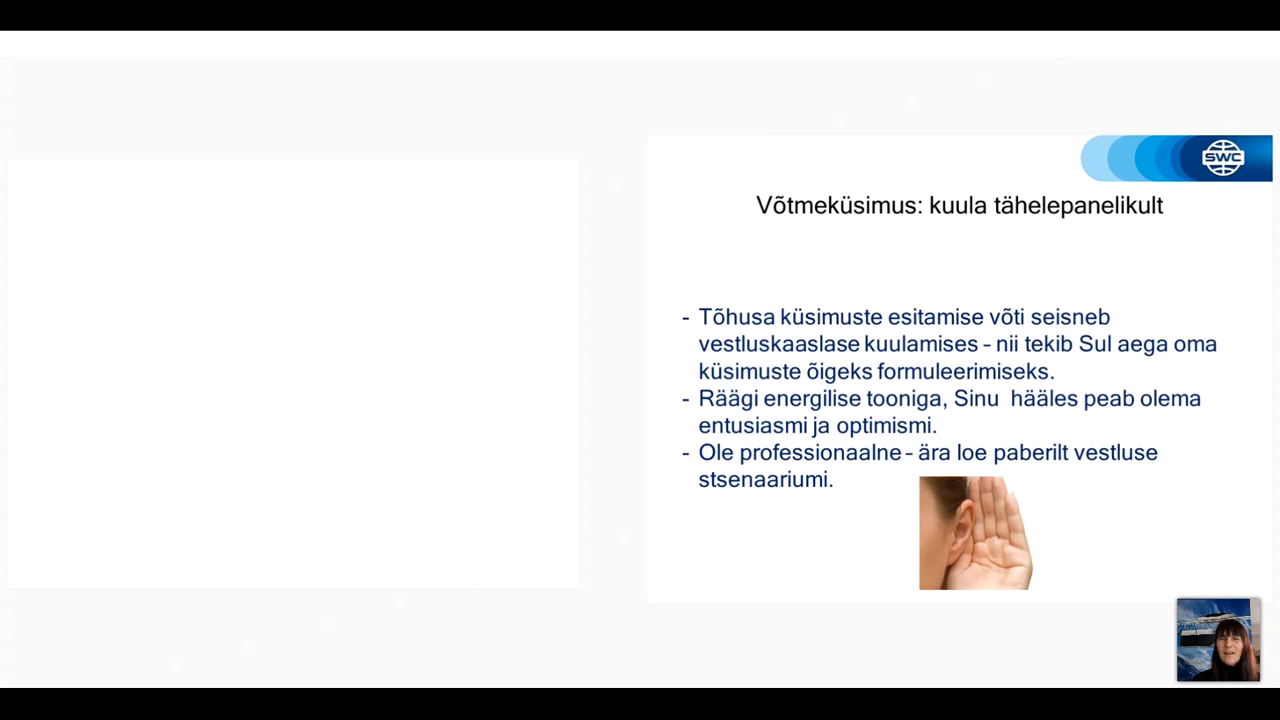 SWC
Võtmeküsimus: kuula tähelepanelikult
- Tõhusa küsimuste esitamise võti seisneb
vestluskaaslase kuulamises – nii tekib Sul aega oma
küsimuste õigeks formuleerimiseks.
- Räägi energilise tooniga, Sinu  hääles peab olema
entusiasmi ja optimismi.
- Ole professionaalne – ära loe paberilt vestluse
stsenaariumi.